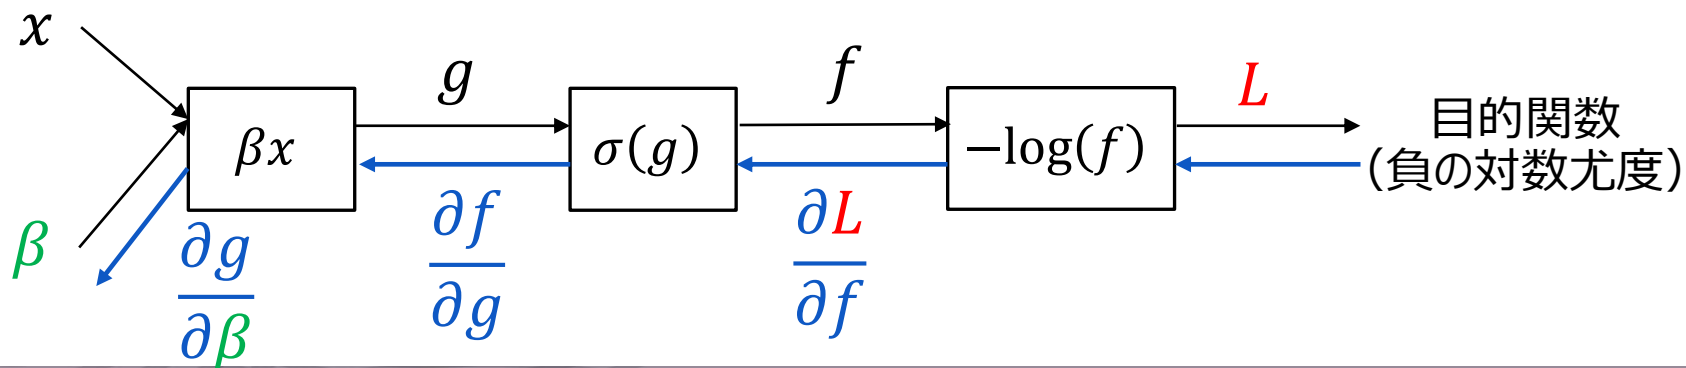 x
g
f
L
βx
σ(g)
−log(f)
目的関数
(負の対数尤度)
β
∂g
∂β
∂f
∂g
∂L
∂f